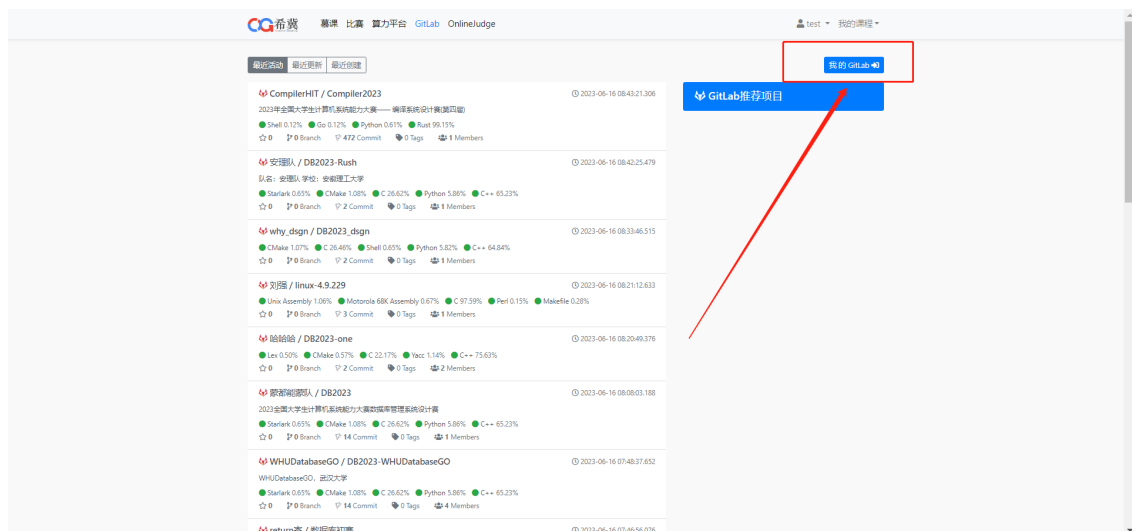 CG希冀 慕课 比赛 算力平台 GitLab OnlineJudge test 我的课程
最近活动 最近更新 最近创建 我的 GitLab
GitLab推荐项目
CompilerHIT / Compiler2023 2023-06-16 08:43:21.306
2023年全国大学生计算机系统能力大赛—— 编译系统设计赛(第四届)
Shell 0.12% Go 0.12% Python 0.61% Rust 99.15%
0 0 Branch 472 Commit 0 Tags 1 Members
安理队 / DB2023-Rush 2023-06-16 08:42:25.479
队名：安理队 学校：安徽理工大学
Starlark 0.65% CMake 1.08% C 26.62% Python 5.86% C++ 65.23%
0 0 Branch 2 Commit 0 Tags 1 Members
why_dsgn / DB2023_dsgn 2023-06-16 08:33:46.515
CMake 1.07% C 26.46% Shell 0.65% Python 5.82% C++ 64.84%
0 0 Branch 2 Commit 0 Tags 1 Members
刘强 / linux-4.9.229 2023-06-16 08:21:12.633
Unix Assembly 1.06% Motorola 68K Assembly 0.67% C 97.59% Perl 0.15% Makefile 0.28%
0 0 Branch 3 Commit 0 Tags 1 Members
哈哈哈 / DB2023-one 2023-06-16 08:20:49.376
Lex 0.50% CMake 0.57% C 22.17% Yacc 1.14% C++ 75.63%
0 0 Branch 2 Commit 0 Tags 2 Members
蒙都能蒙队 / DB2023 2023-06-16 08:08:03.188
2023全国大学生计算机系统能力大赛数据库管理系统设计赛
Starlark 0.65% CMake 1.08% C 26.62% Python 5.86% C++ 65.23%
0 0 Branch 14 Commit 0 Tags 1 Members
WHUDatabaseGO / DB2023-WHUDatabaseGO 2023-06-16 07:48:37.652
WHUDatabaseGO，武汉大学
Starlark 0.65% CMake 1.08% C 26.62% Python 5.86% C++ 65.23%
0 0 Branch 14 Commit 0 Tags 4 Members
2023-06-16 07:46:56.076